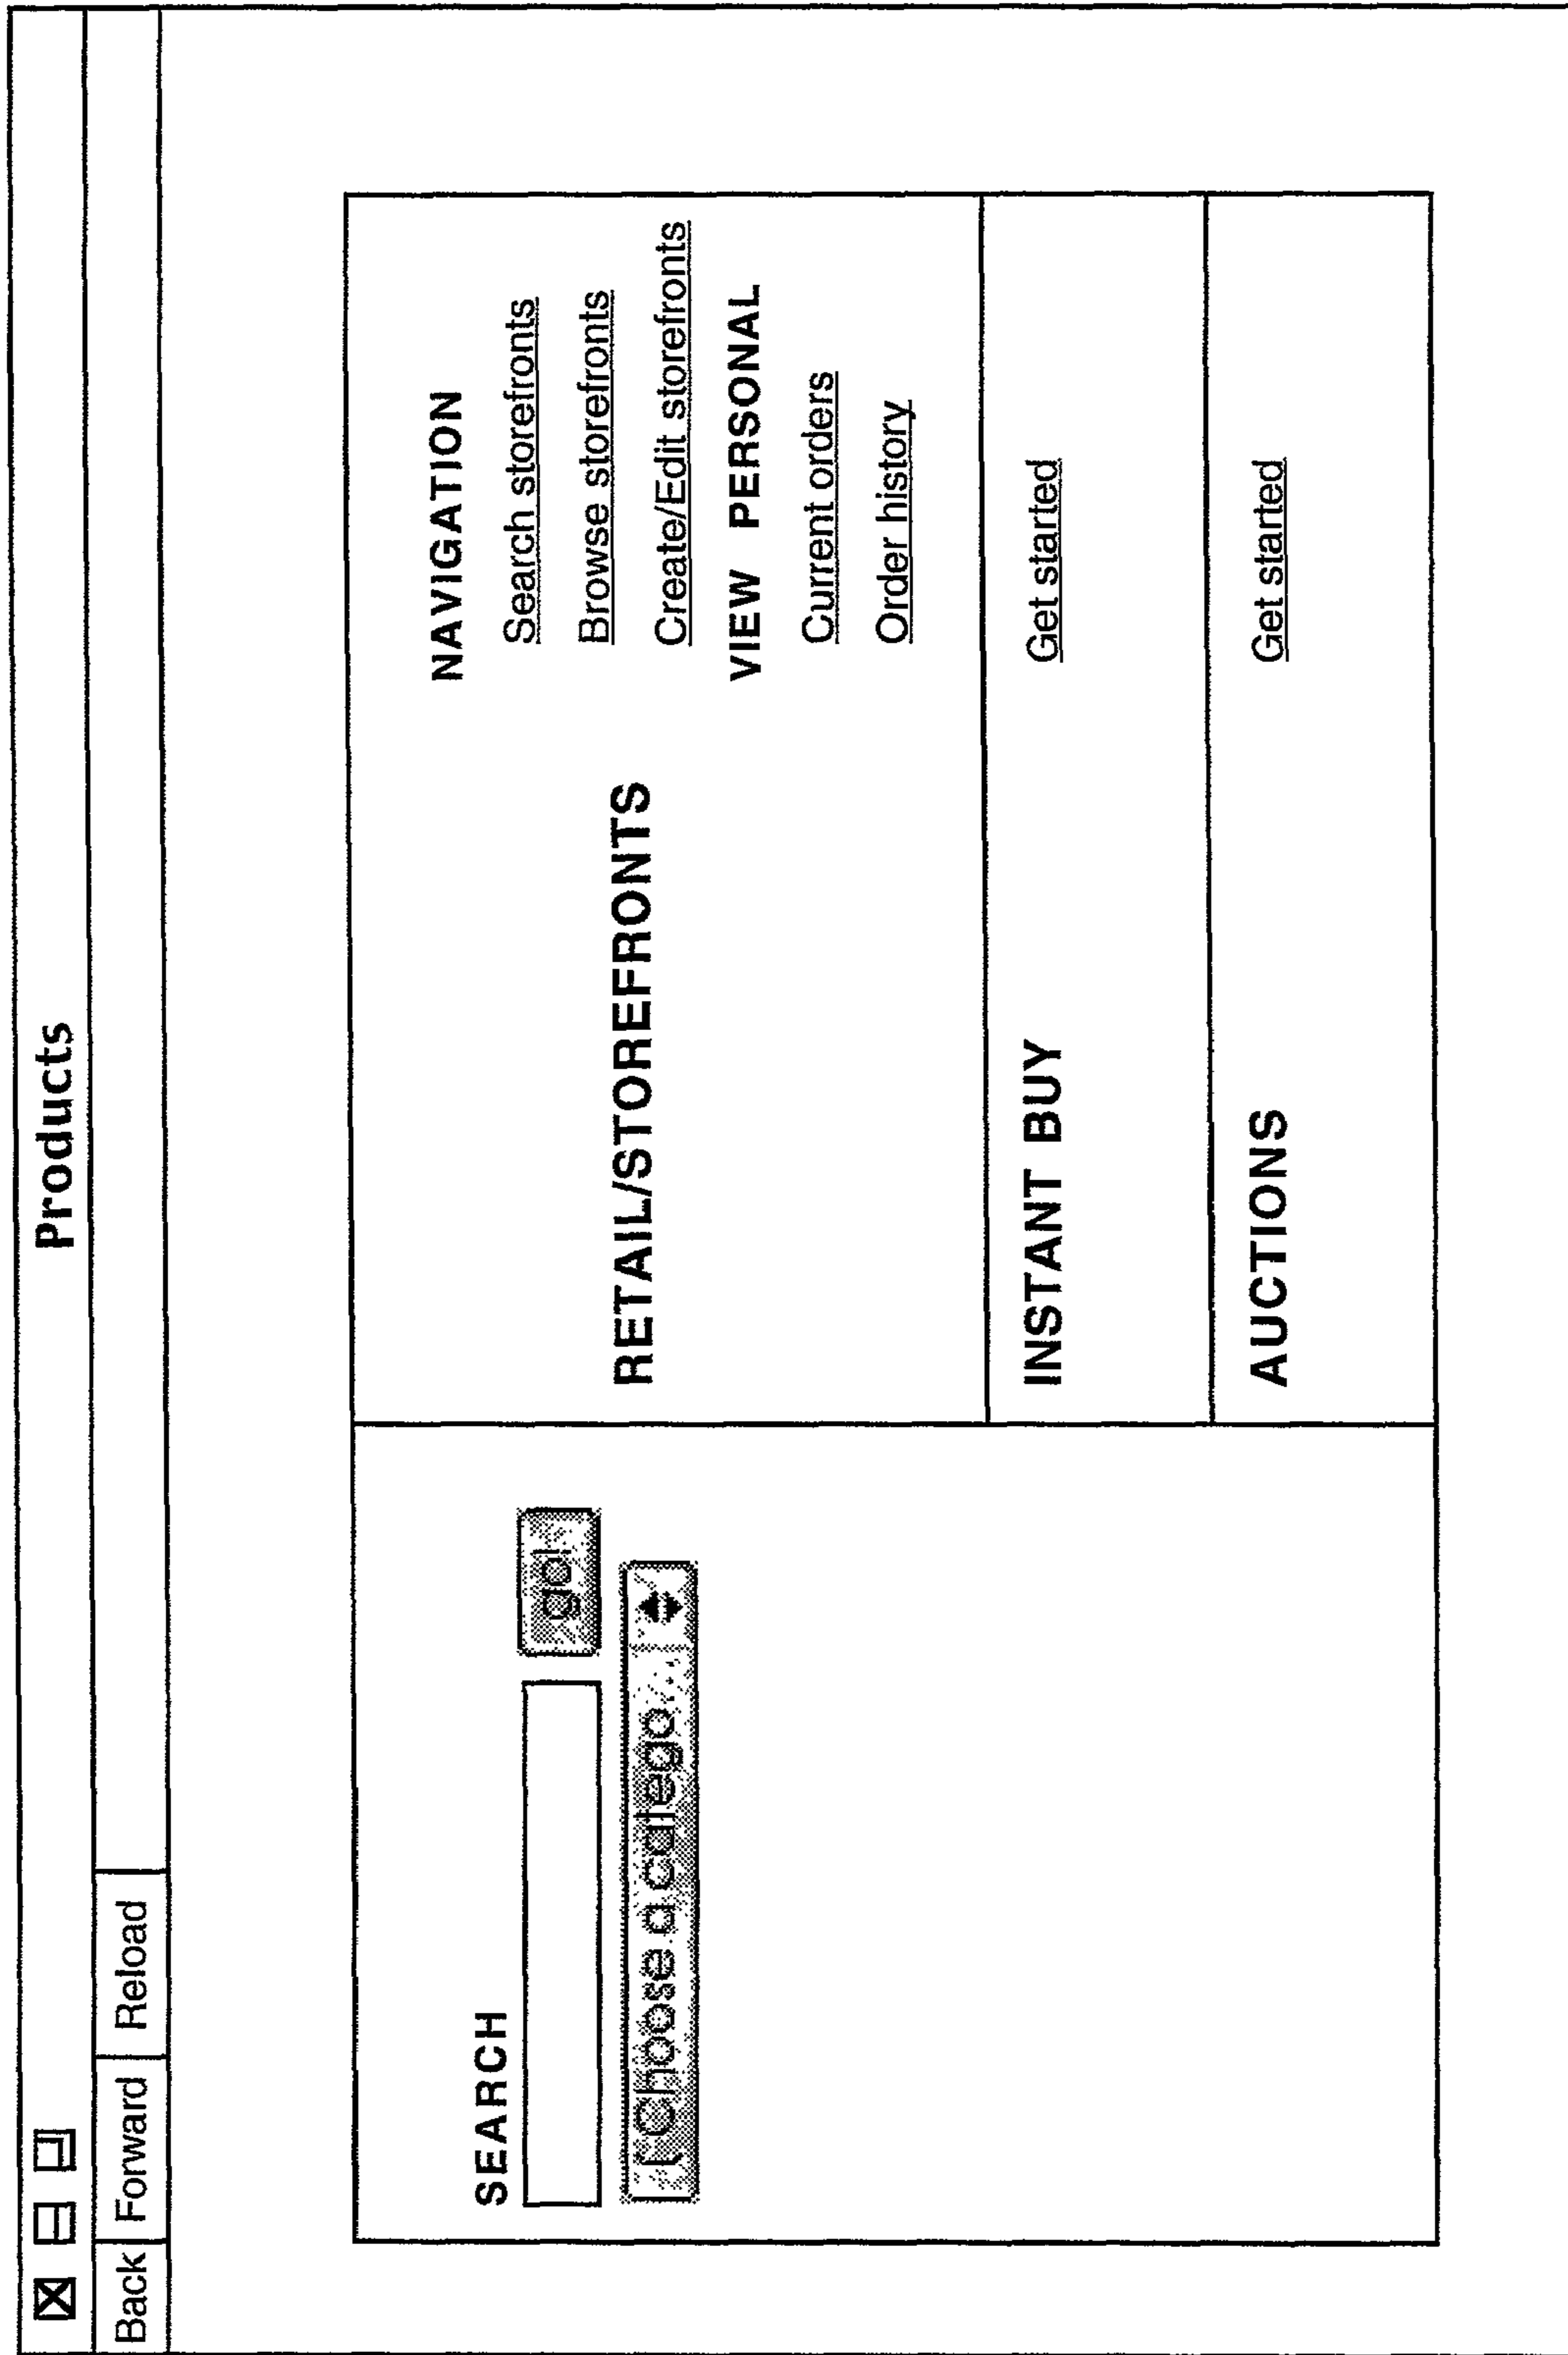 Products
Back Forward Reload
SEARCH
go!
(Choose a catego...
RETAIL/STOREFRONTS
NAVIGATION
Search storefronts
Browse storefronts
Create/Edit storefronts
VIEW PERSONAL
Current orders
Order history
INSTANT BUY Get started
AUCTIONS Get started